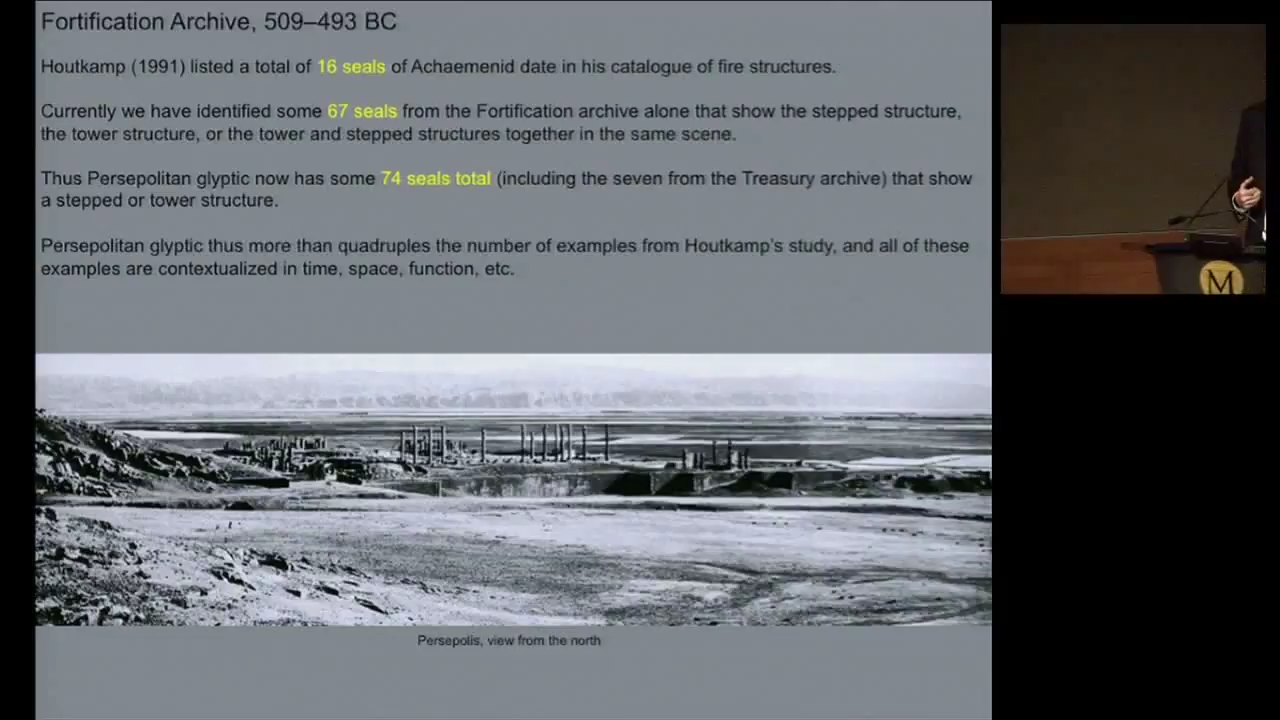 Fortification Archive, 509–493 BC
Houtkamp (1991) listed a total of 16 seals of Achaemenid date in his catalogue of fire structures.
Currently we have identified some 67 seals from the Fortification archive alone that show the stepped structure,
the tower structure, or the tower and stepped structures together in the same scene.
Thus Persepolitan glyptic now has some 74 seals total (including the seven from the Treasury archive) that show
a stepped or tower structure.
Persepolitan glyptic thus more than quadruples the number of examples from Houtkamp's study, and all of these
examples are contextualized in time, space, function, etc.
Persepolis, view from the north
M